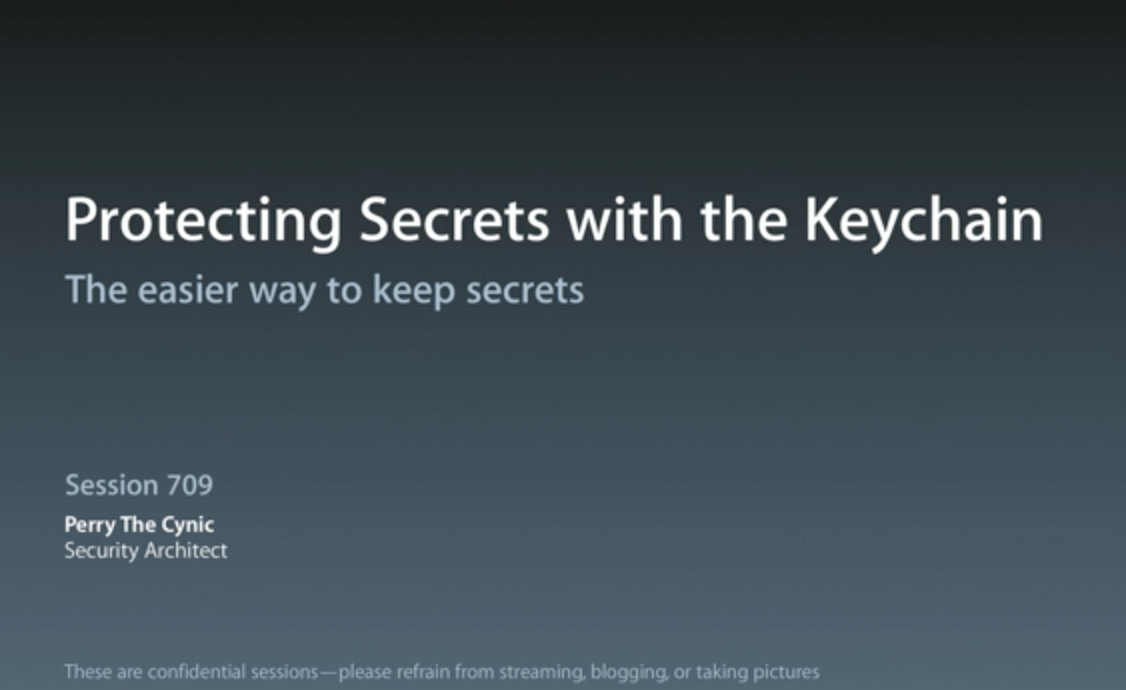 Protecting Secrets with the Keychain
The easier way to keep secrets
Session 709
Perry The Cynic
Security Architect
These are confidential sessions—please refrain from streaming, blogging, or taking pictures